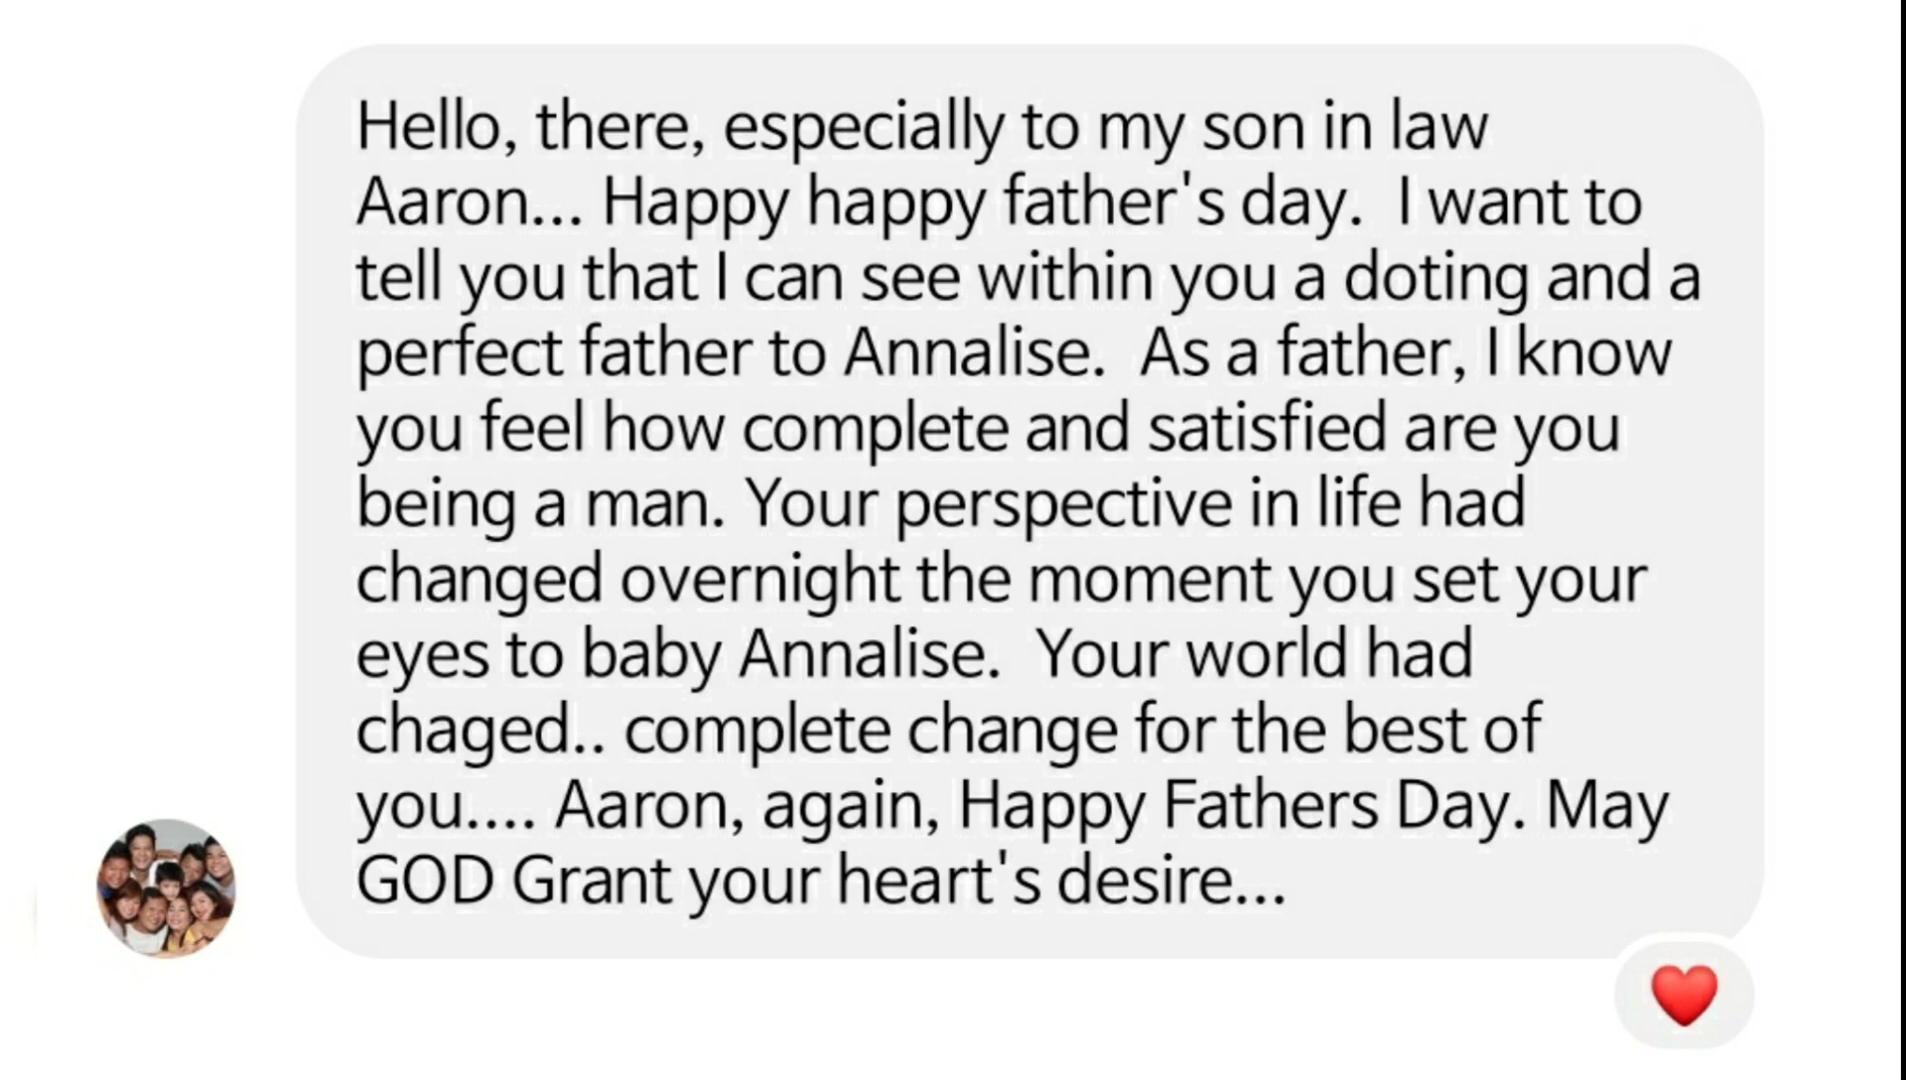 Hello, there, especially to my son in law
Aaron... Happy happy father's day.  I want to
tell you that I can see within you a doting and a
perfect father to Annalise.  As a father, I know
you feel how complete and satisfied are you
being a man. Your perspective in life had
changed overnight the moment you set your
eyes to baby Annalise.  Your world had
chaged.. complete change for the best of
you.... Aaron, again, Happy Fathers Day. May
GOD Grant your heart's desire...